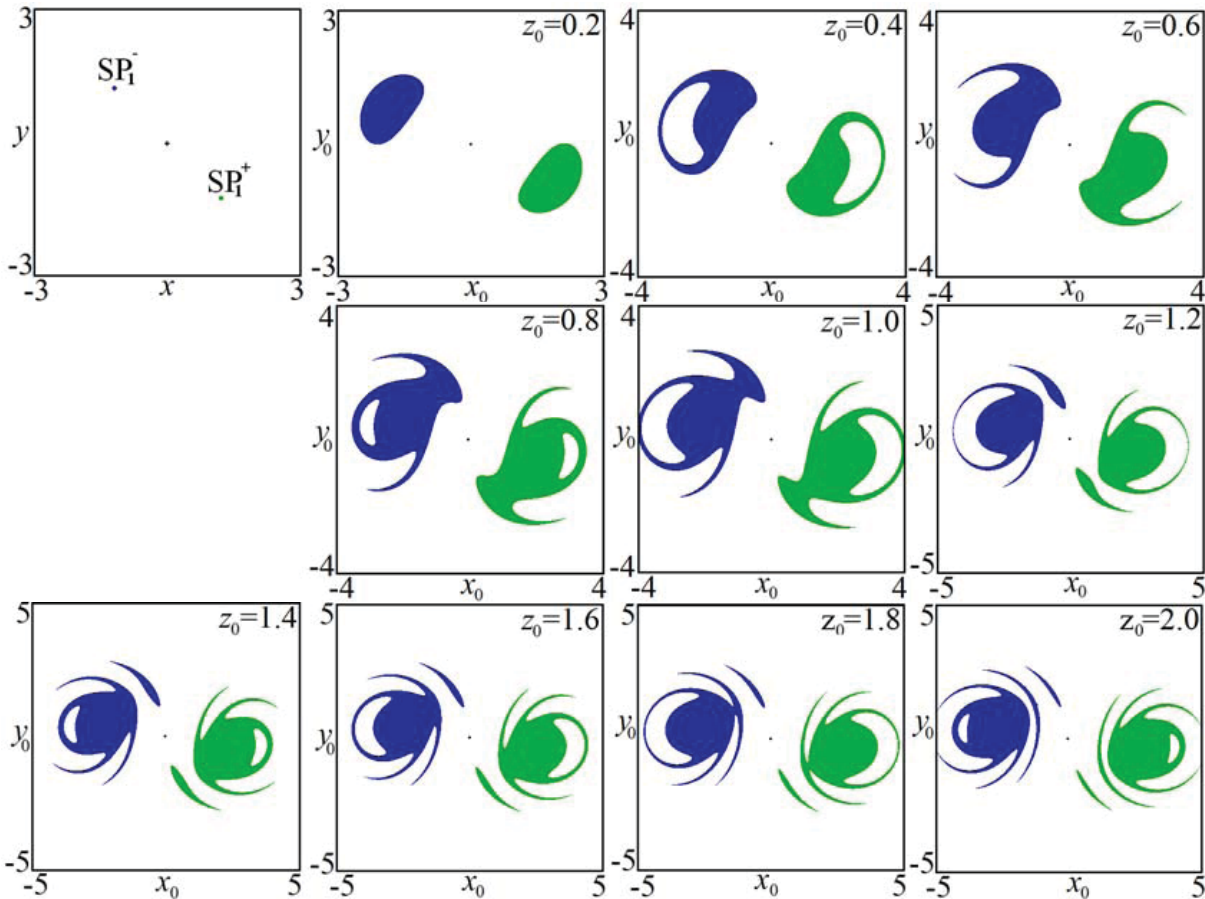 3
SP₁⁻
y
SP₁⁺
-3
-3
x
3
3
z₀=0.2
y₀
-3
-3
x₀
3
4
z₀=0.4
y₀
-4
-4
x₀
4
4
z₀=0.6
y₀
-4
-4
x₀
4
4
z₀=0.8
y₀
-4
-4
x₀
4
4
z₀=1.0
y₀
-4
-4
x₀
4
5
z₀=1.2
y₀
-5
-5
x₀
5
5
z₀=1.4
y₀
-5
-5
x₀
5
5
z₀=1.6
y₀
-5
-5
x₀
5
5
z₀=1.8
y₀
-5
-5
x₀
5
5
z₀=2.0
y₀
-5
-5
x₀
5